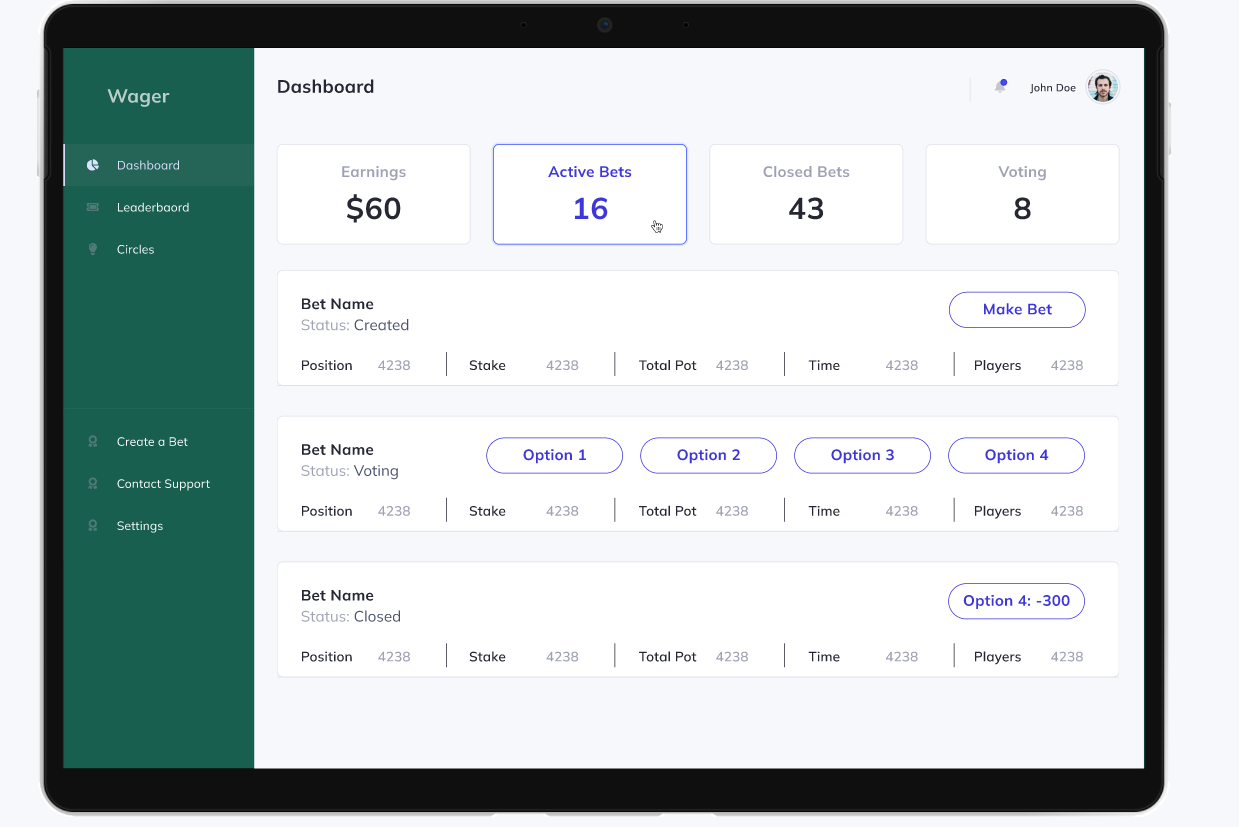 Wager
Dashboard
Leaderbaord
Circles
Create a Bet
Contact Support
Settings
Dashboard
John Doe
Earnings
$60
Active Bets
16
Closed Bets
43
Voting
8
Bet Name
Status: Created
Make Bet
Position 4238 Stake 4238 Total Pot 4238 Time 4238 Players 4238
Bet Name
Status: Voting
Option 1 Option 2 Option 3 Option 4
Position 4238 Stake 4238 Total Pot 4238 Time 4238 Players 4238
Bet Name
Status: Closed
Option 4: -300
Position 4238 Stake 4238 Total Pot 4238 Time 4238 Players 4238